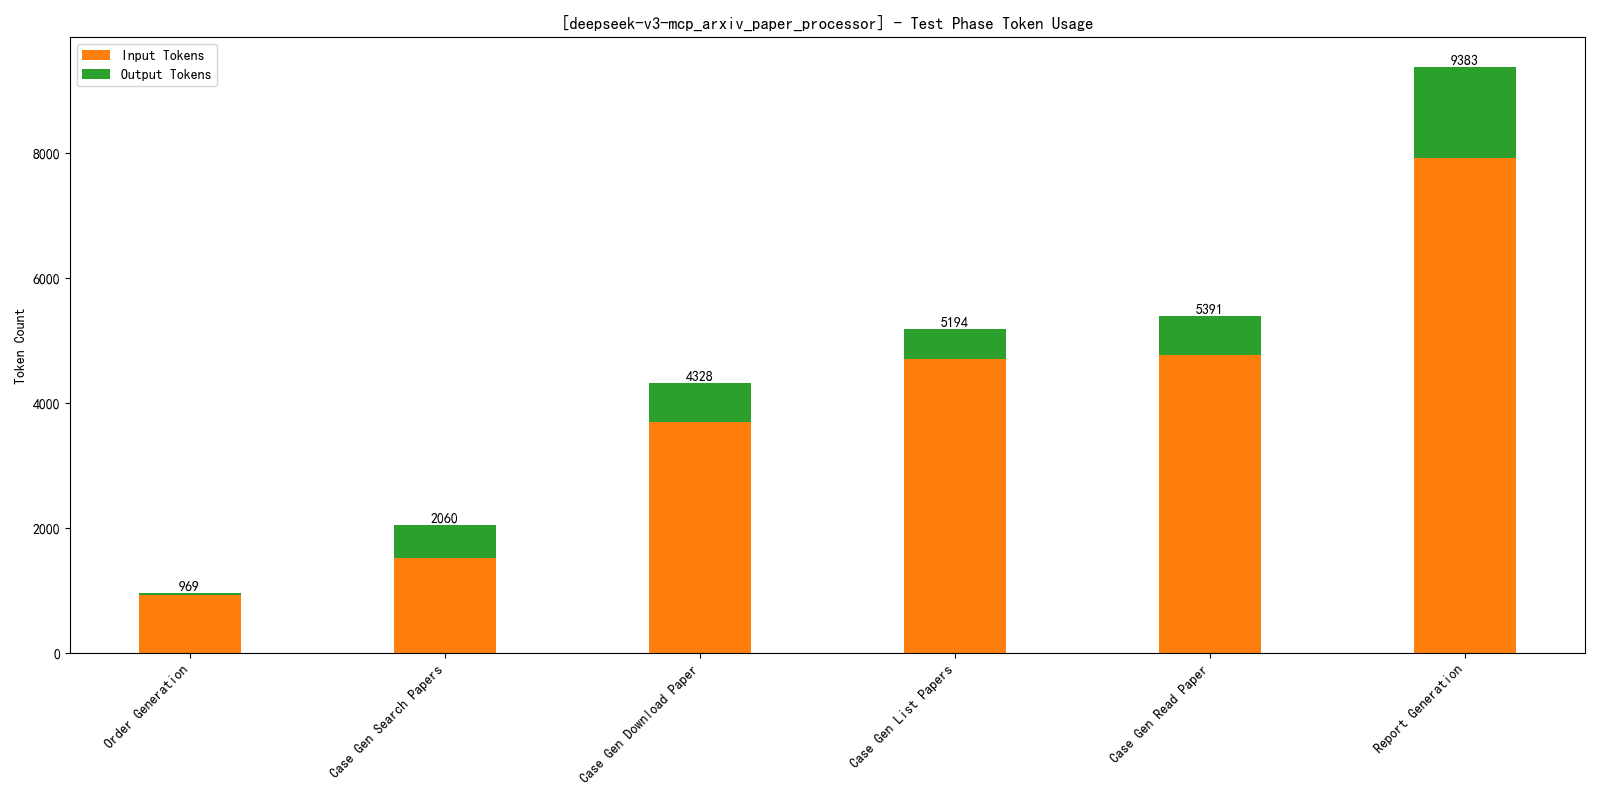 [deepseek-v3-mcp_arxiv_paper_processor] - Test Phase Token Usage
Input Tokens
Output Tokens
9383
8000
6000
5391
5194
Token Count
4328
4000
2060
2000
969
0
Order Generation
Case Gen Search Papers
Case Gen Download Paper
Case Gen List Papers
Case Gen Read Paper
Report Generation